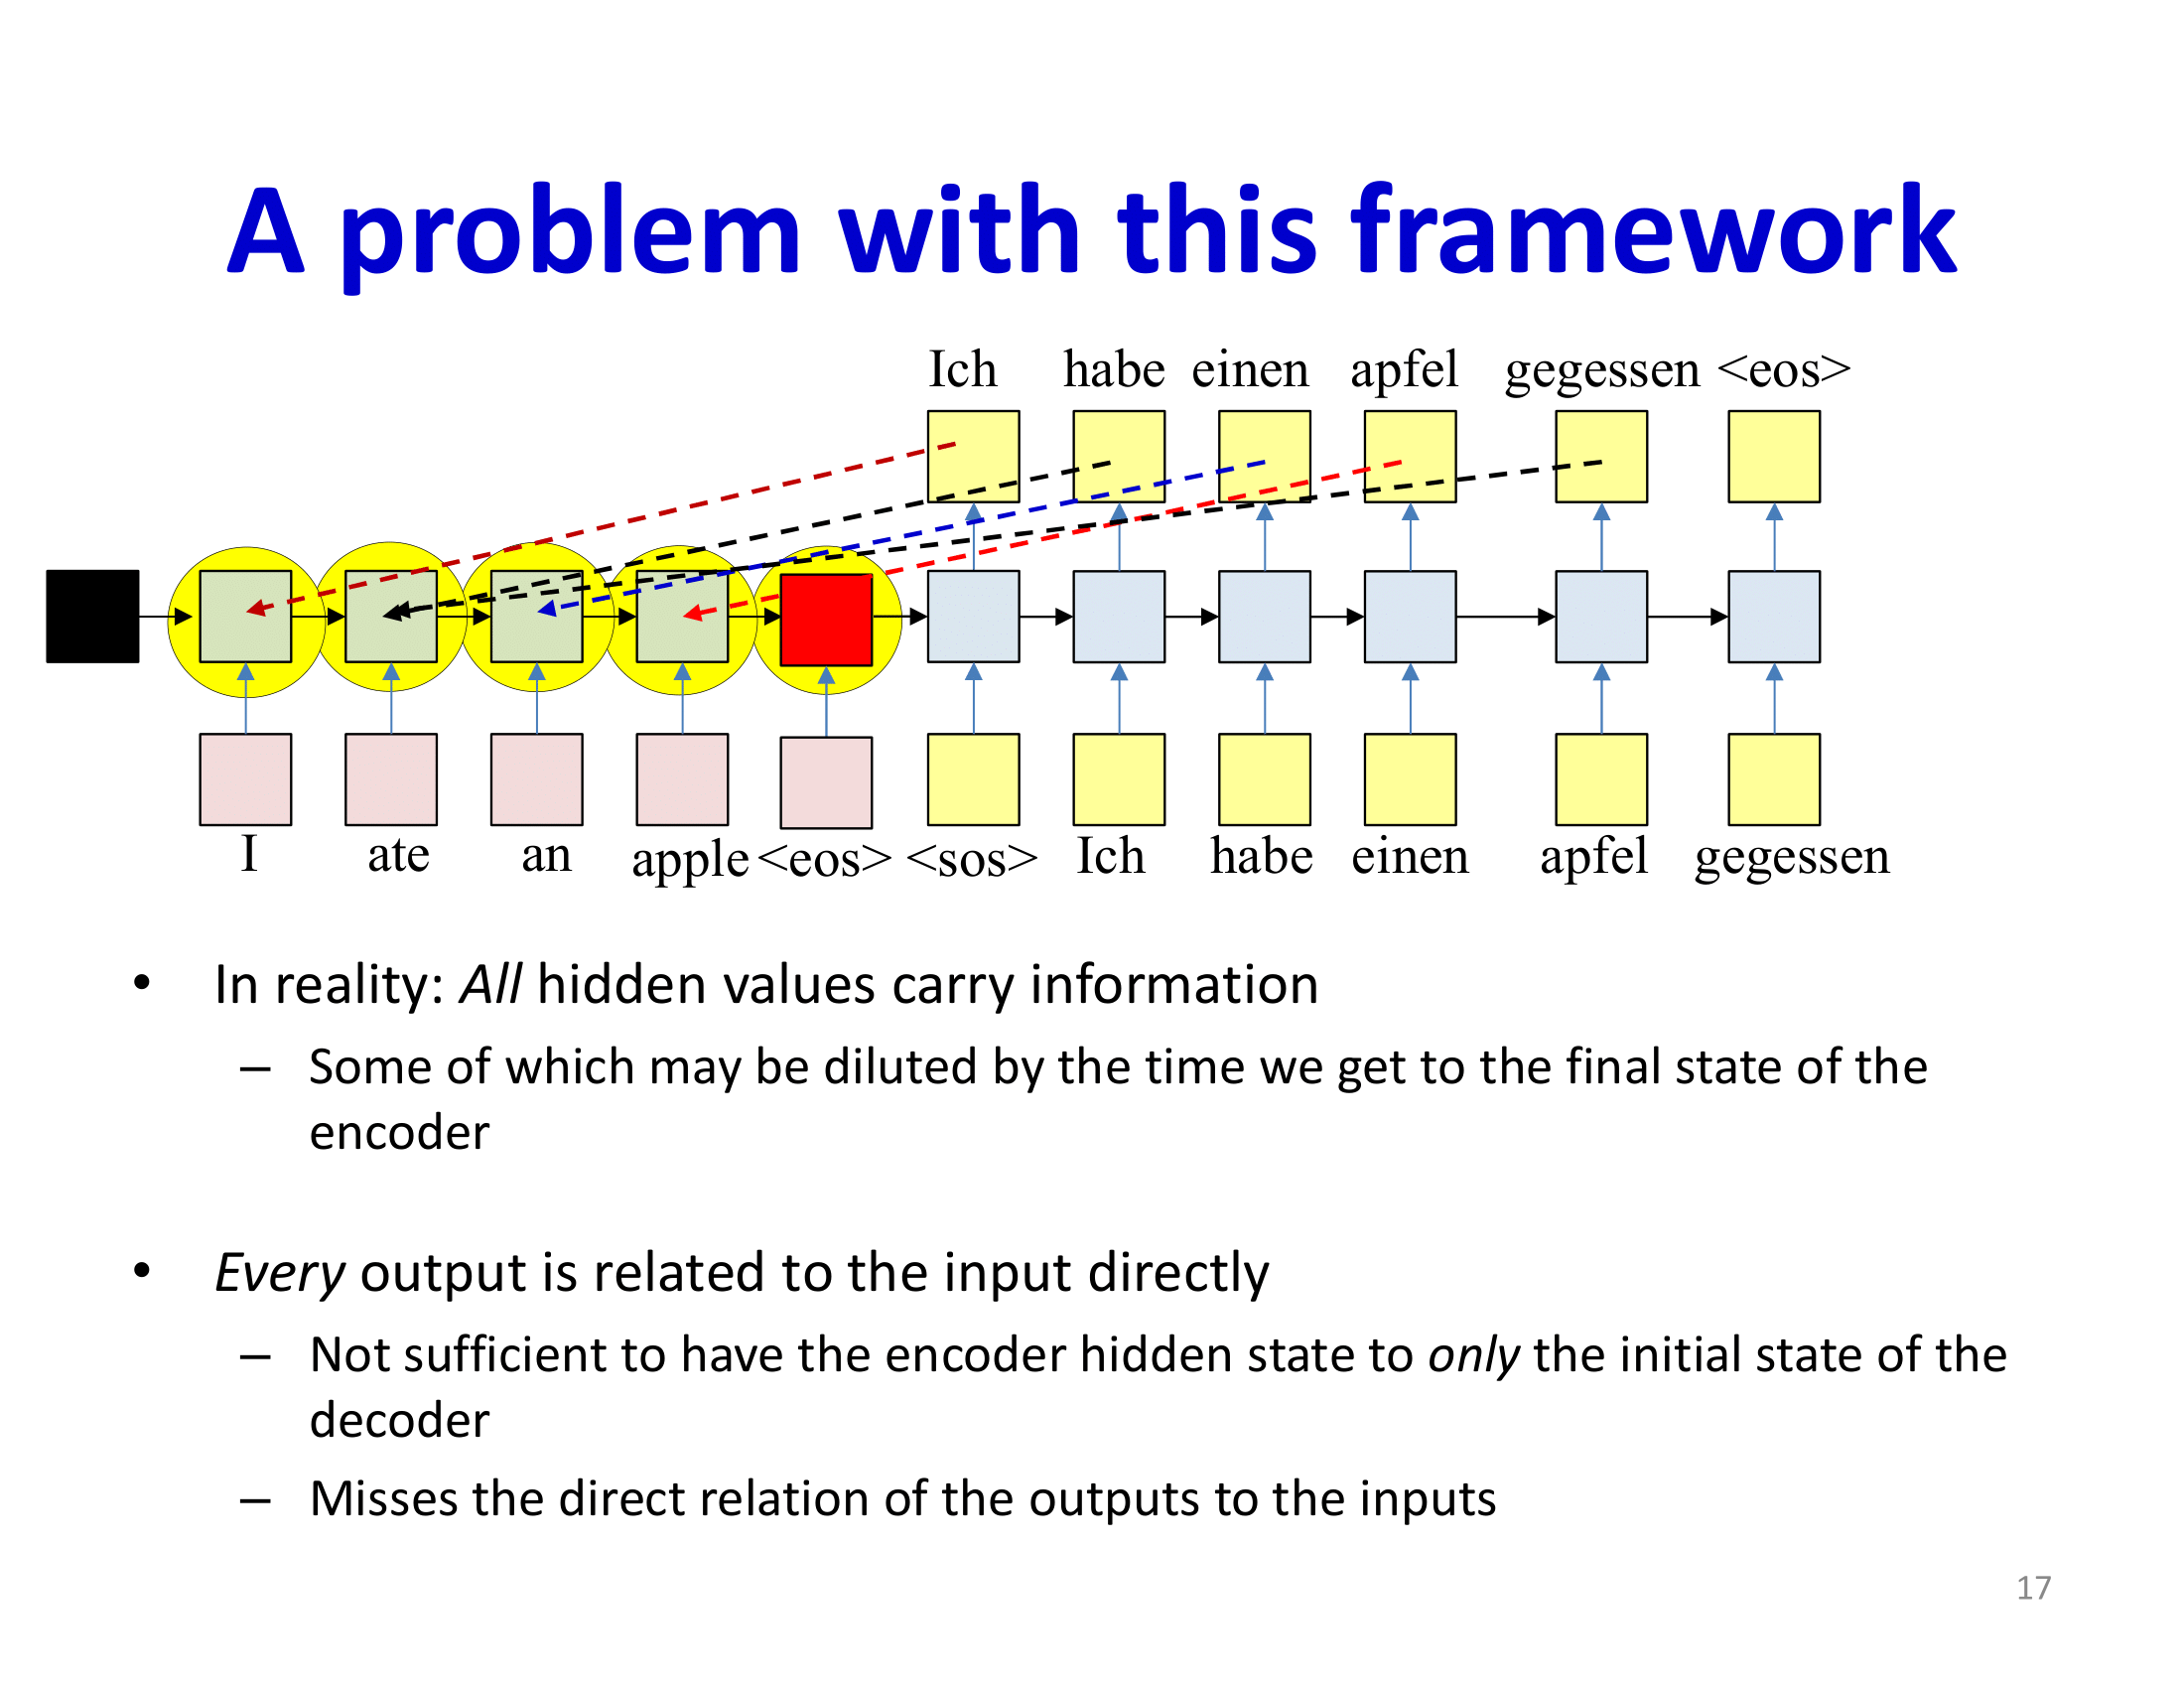 A problem with this framework
Ich habe einen apfel gegessen <eos>
I ate an apple <eos> <sos> Ich habe einen apfel gegessen
• In reality: All hidden values carry information
– Some of which may be diluted by the time we get to the final state of the
encoder
• Every output is related to the input directly
– Not sufficient to have the encoder hidden state to only the initial state of the
decoder
– Misses the direct relation of the outputs to the inputs
17